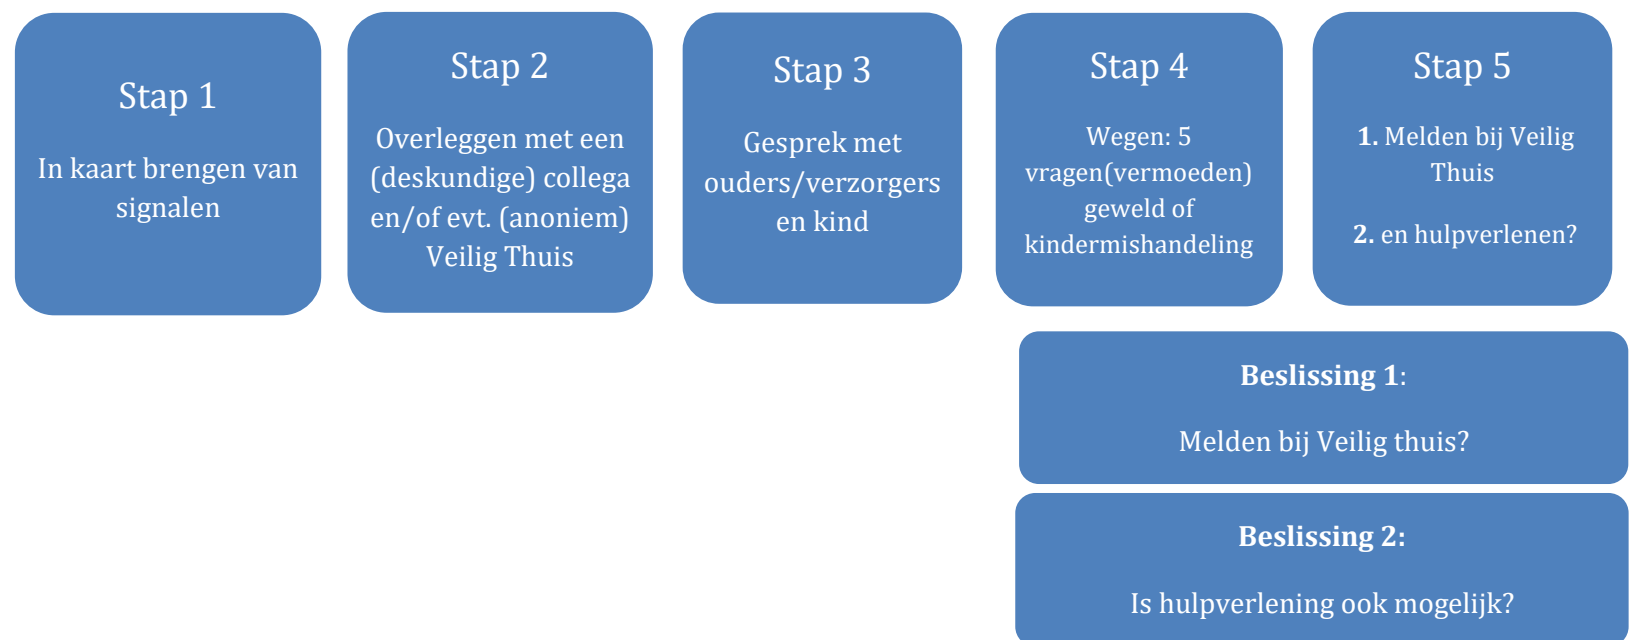 Stap 1
In kaart brengen van
signalen
Stap 2
Overleggen met een
(deskundige) collega
en/of evt. (anoniem)
Veilig Thuis
Stap 3
Gesprek met
ouders/verzorgers
en kind
Stap 4
Wegen: 5
vragen(vermoeden)
geweld of
kindermishandeling
Stap 5
1. Melden bij Veilig
Thuis
2. en hulpverlenen?
Beslissing 1:
Melden bij Veilig thuis?
Beslissing 2:
Is hulpverlening ook mogelijk?